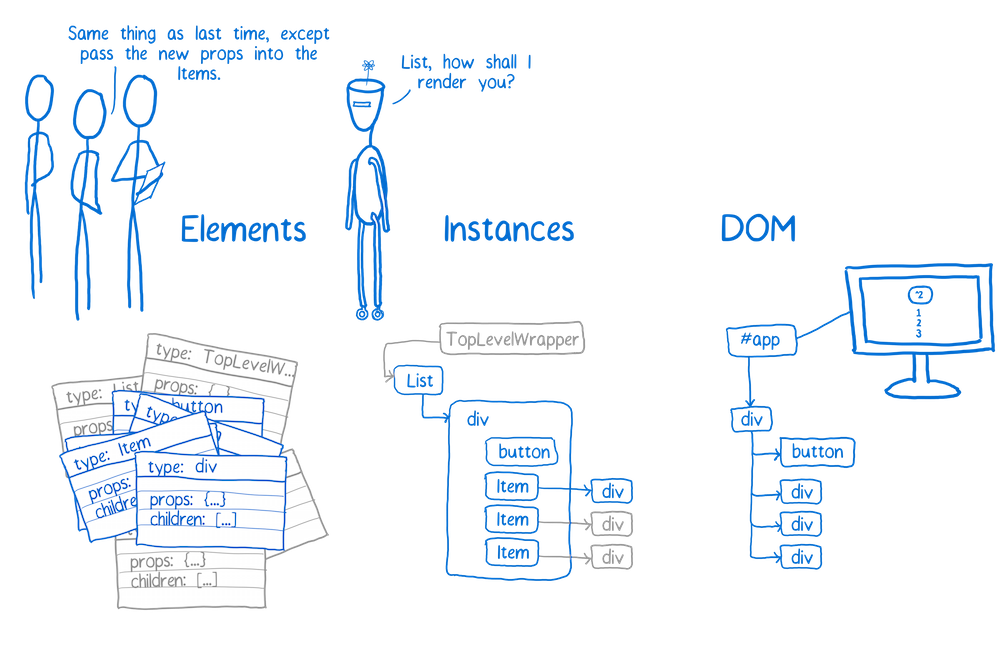 Same thing as last time, except
pass the new props into the
Items.
List, how shall I
render you?
Elements
Instances
DOM
type: TopLevelW...
props: { }
type: List
props
button
type
type: Item
props:
childre
type: div
props: {...}
children: [...]
props: {...}
children: [...]
TopLevelWrapper
List
div
button
Item
div
Item
div
Item
div
^2
1
2
3
#app
div
button
div
div
div